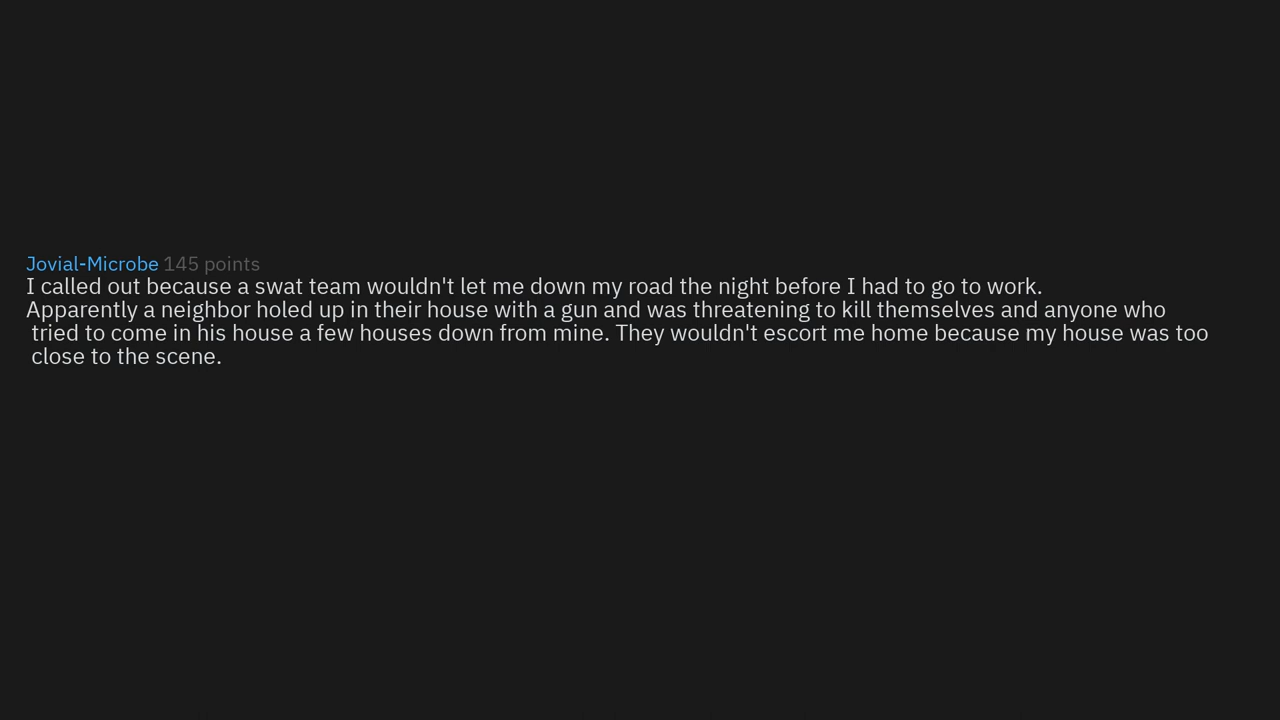 Jovial-Microbe 145 points
I called out because a swat team wouldn't let me down my road the night before I had to go to work.
Apparently a neighbor holed up in their house with a gun and was threatening to kill themselves and anyone who
tried to come in his house a few houses down from mine. They wouldn't escort me home because my house was too
close to the scene.